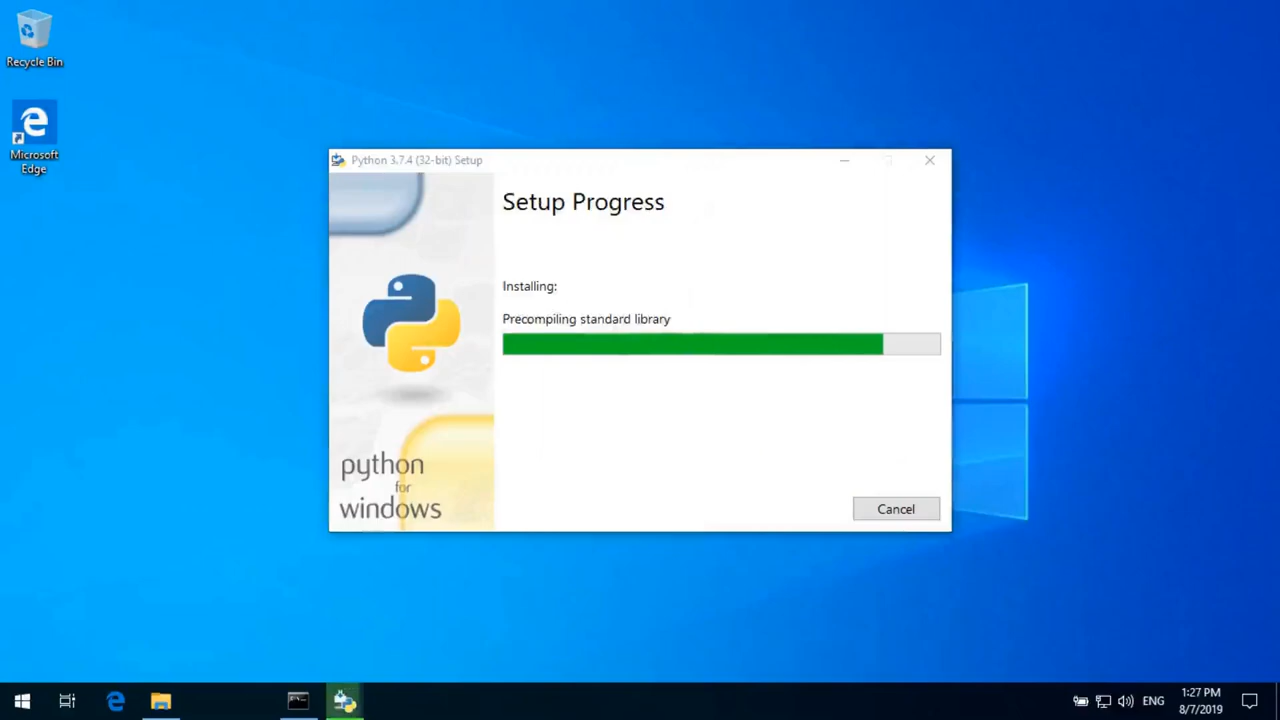 Recycle Bin
Microsoft
Edge
Python 3.7.4 (32-bit) Setup
Setup Progress
Installing:
Precompiling standard library
python
for
windows
Cancel
ENG
1:27 PM
8/7/2019